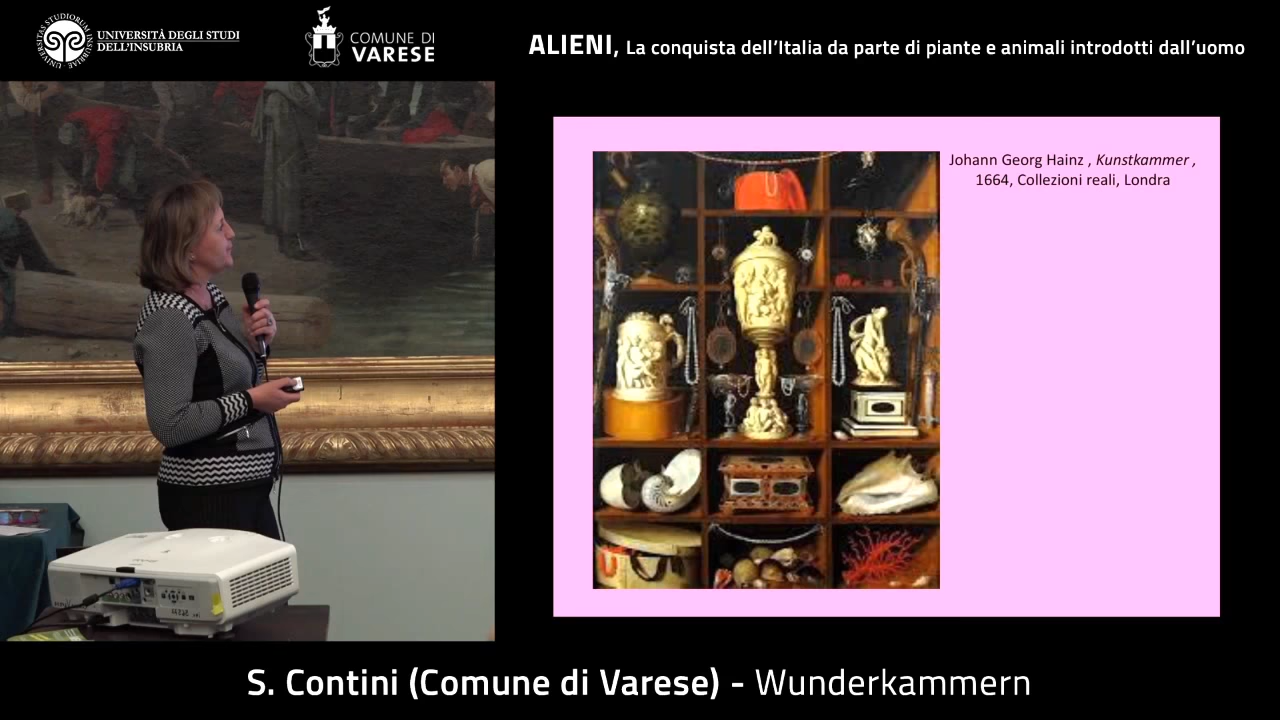 UNIVERSITÀ DEGLI STUDI
DELL'INSUBRIA
COMUNE DI
VARESE
ALIENI, La conquista dell'Italia da parte di piante e animali introdotti dall'uomo
Johann Georg Hainz , Kunstkammer ,
1664, Collezioni reali, Londra
S. Contini (Comune di Varese) - Wunderkammern